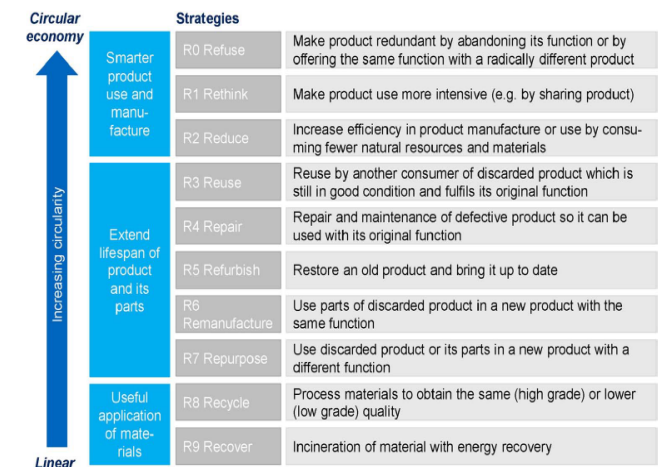 Circular
economy
Strategies
Increasing circularity
Linear
Smarter
product
use and
manu-
facture
R0 Refuse
Make product redundant by abandoning its function or by
offering the same function with a radically different product
R1 Rethink
Make product use more intensive (e.g. by sharing product)
R2 Reduce
Increase efficiency in product manufacture or use by consu-
ming fewer natural resources and materials
Extend
lifespan of
product
and its
parts
R3 Reuse
Reuse by another consumer of discarded product which is
still in good condition and fulfils its original function
R4 Repair
Repair and maintenance of defective product so it can be
used with its original function
R5 Refurbish
Restore an old product and bring it up to date
R6
Remanufacture
Use parts of discarded product in a new product with the
same function
R7 Repurpose
Use discarded product or its parts in a new product with a
different function
Useful
application
of mate-
rials
R8 Recycle
Process materials to obtain the same (high grade) or lower
(low grade) quality
R9 Recover
Incineration of material with energy recovery